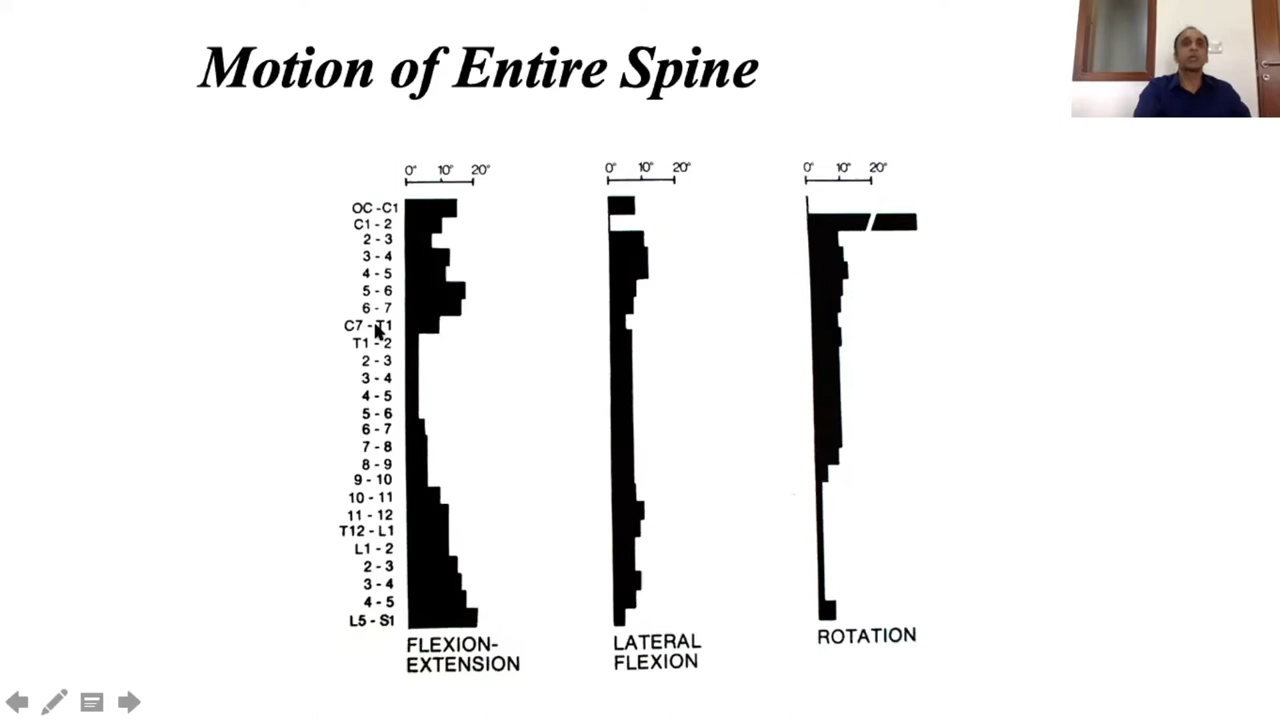 Motion of Entire Spine
0° 10° 20°
0° 10° 20°
0° 10° 20°
OC -C1
C1 - 2
2 - 3
3 - 4
4 - 5
5 - 6
6 - 7
C7 - T1
T1 - 2
2 - 3
3 - 4
4 - 5
5 - 6
6 - 7
7 - 8
8 - 9
9 - 10
10 - 11
11 - 12
T12 - L1
L1 - 2
2 - 3
3 - 4
4 - 5
L5 - S1
FLEXION-
EXTENSION
LATERAL
FLEXION
ROTATION